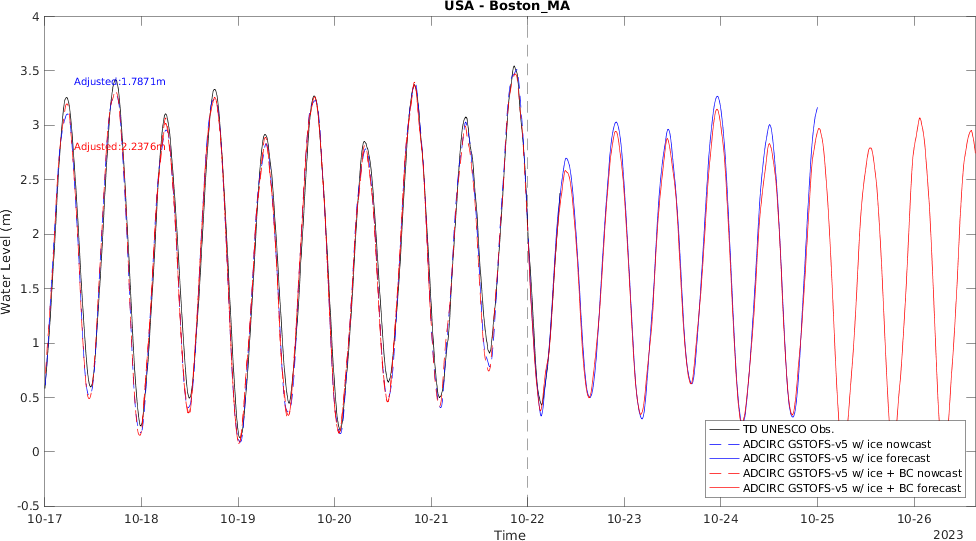 USA - Boston_MA
4
3.5
3
2.5
2
1.5
1
0.5
0
-0.5
Water Level (m)
Adjusted:1.7871m
Adjusted:2.2376m
TD UNESCO Obs.
ADCIRC GSTOFS-v5 w/ ice nowcast
ADCIRC GSTOFS-v5 w/ ice forecast
ADCIRC GSTOFS-v5 w/ ice + BC nowcast
ADCIRC GSTOFS-v5 w/ ice + BC forecast
10-17 10-18 10-19 10-20 10-21 10-22 10-23 10-24 10-25 10-26
Time
2023